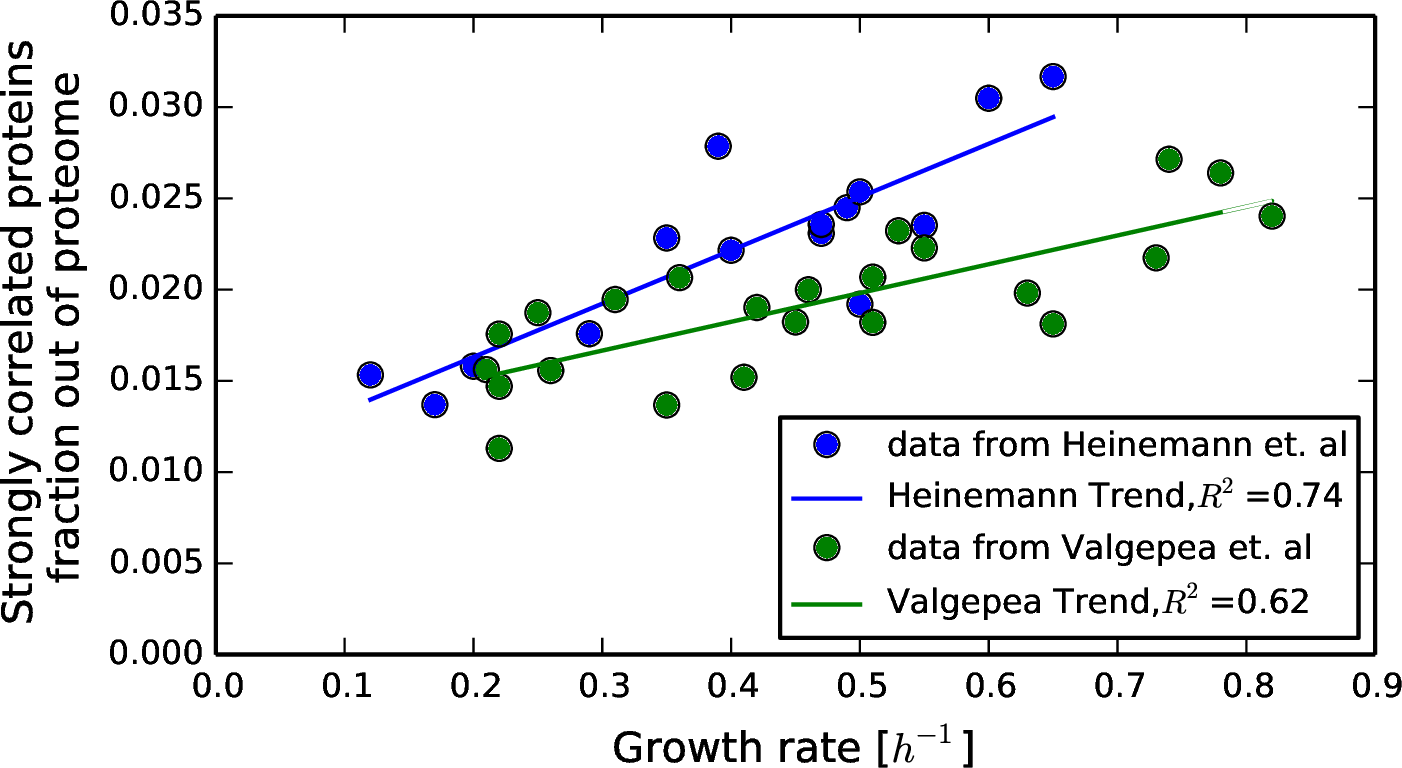 Strongly correlated proteins
fraction out of proteome
0.035
0.030
0.025
0.020
0.015
0.010
0.005
0.000
data from Heinemann et. al
Heinemann Trend,R² =0.74
data from Valgepea et. al
Valgepea Trend,R² =0.62
0.0 0.1 0.2 0.3 0.4 0.5 0.6 0.7 0.8 0.9
Growth rate [h⁻¹]